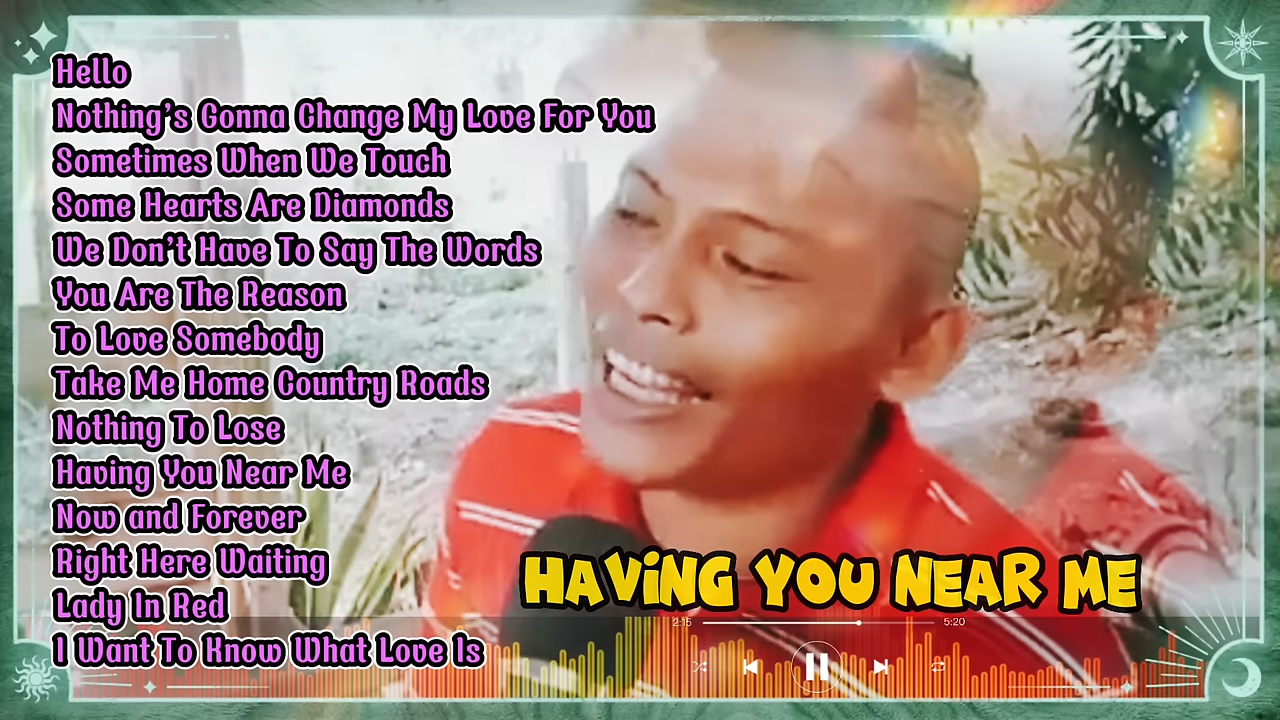 Hello
Nothing's Gonna Change My Love For You
Sometimes When We Touch
Some Hearts Are Diamonds
We Don't Have To Say The Words
You Are The Reason
To Love Somebody
Take Me Home Country Roads
Nothing To Lose
Having You Near Me
Now and Forever
Right Here Waiting
Lady In Red
I Want To Know What Love Is
HAVING YOU NEAR ME
2:15 5:20